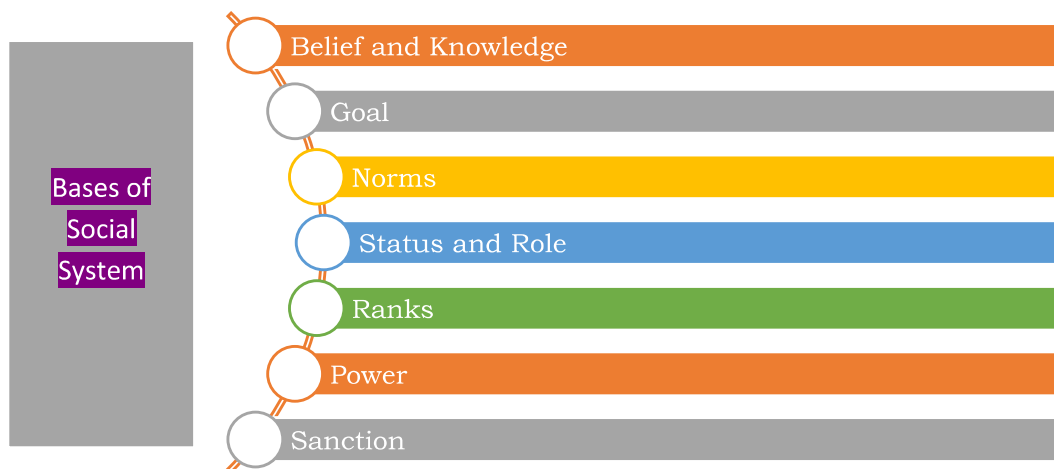 Bases of
Social
System
Belief and Knowledge
Goal
Norms
Status and Role
Ranks
Power
Sanction